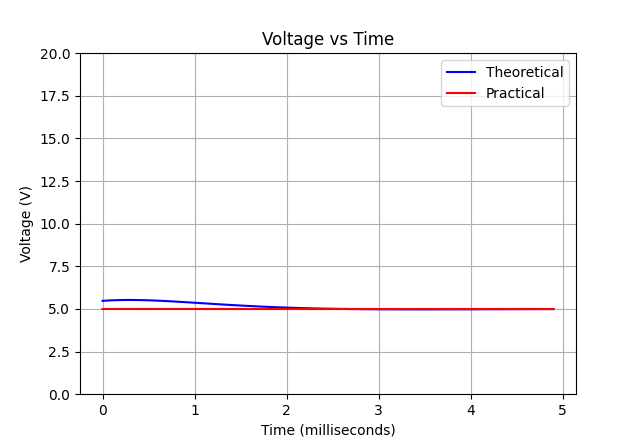 Voltage vs Time
Theoretical
Practical
20.0
17.5
15.0
12.5
10.0
7.5
5.0
2.5
0.0
Voltage (V)
0 1 2 3 4 5
Time (milliseconds)